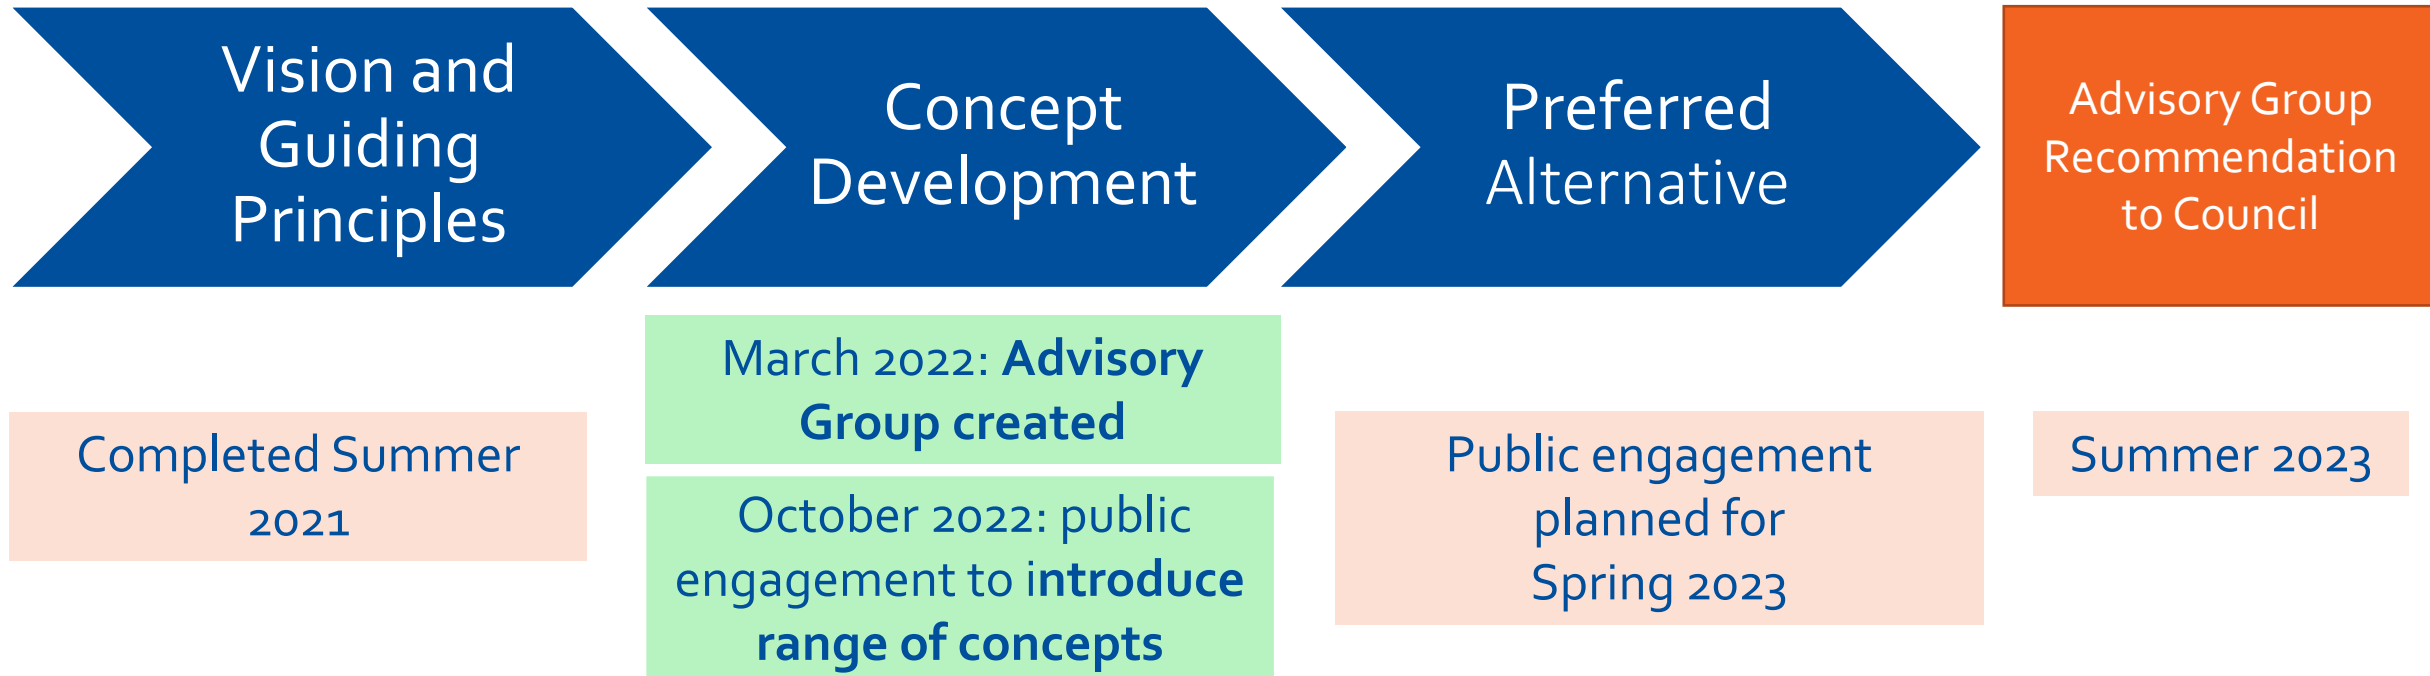 Vision and
Guiding
Principles
Concept
Development
Preferred
Alternative
Advisory Group
Recommendation
to Council
Completed Summer
2021
March 2022: Advisory
Group created
October 2022: public
engagement to introduce
range of concepts
Public engagement
planned for
Spring 2023
Summer 2023